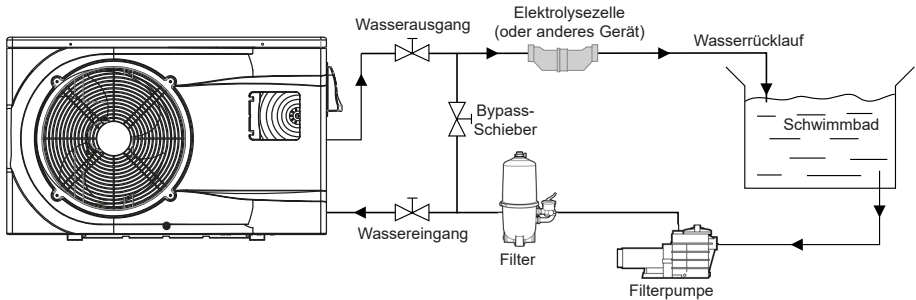 Wasserausgang
Elektrolysezelle
(oder anderes Gerät)
Wasserrücklauf
Bypass-
Schieber
Schwimmbad
Wassereingang
Filter
Filterpumpe